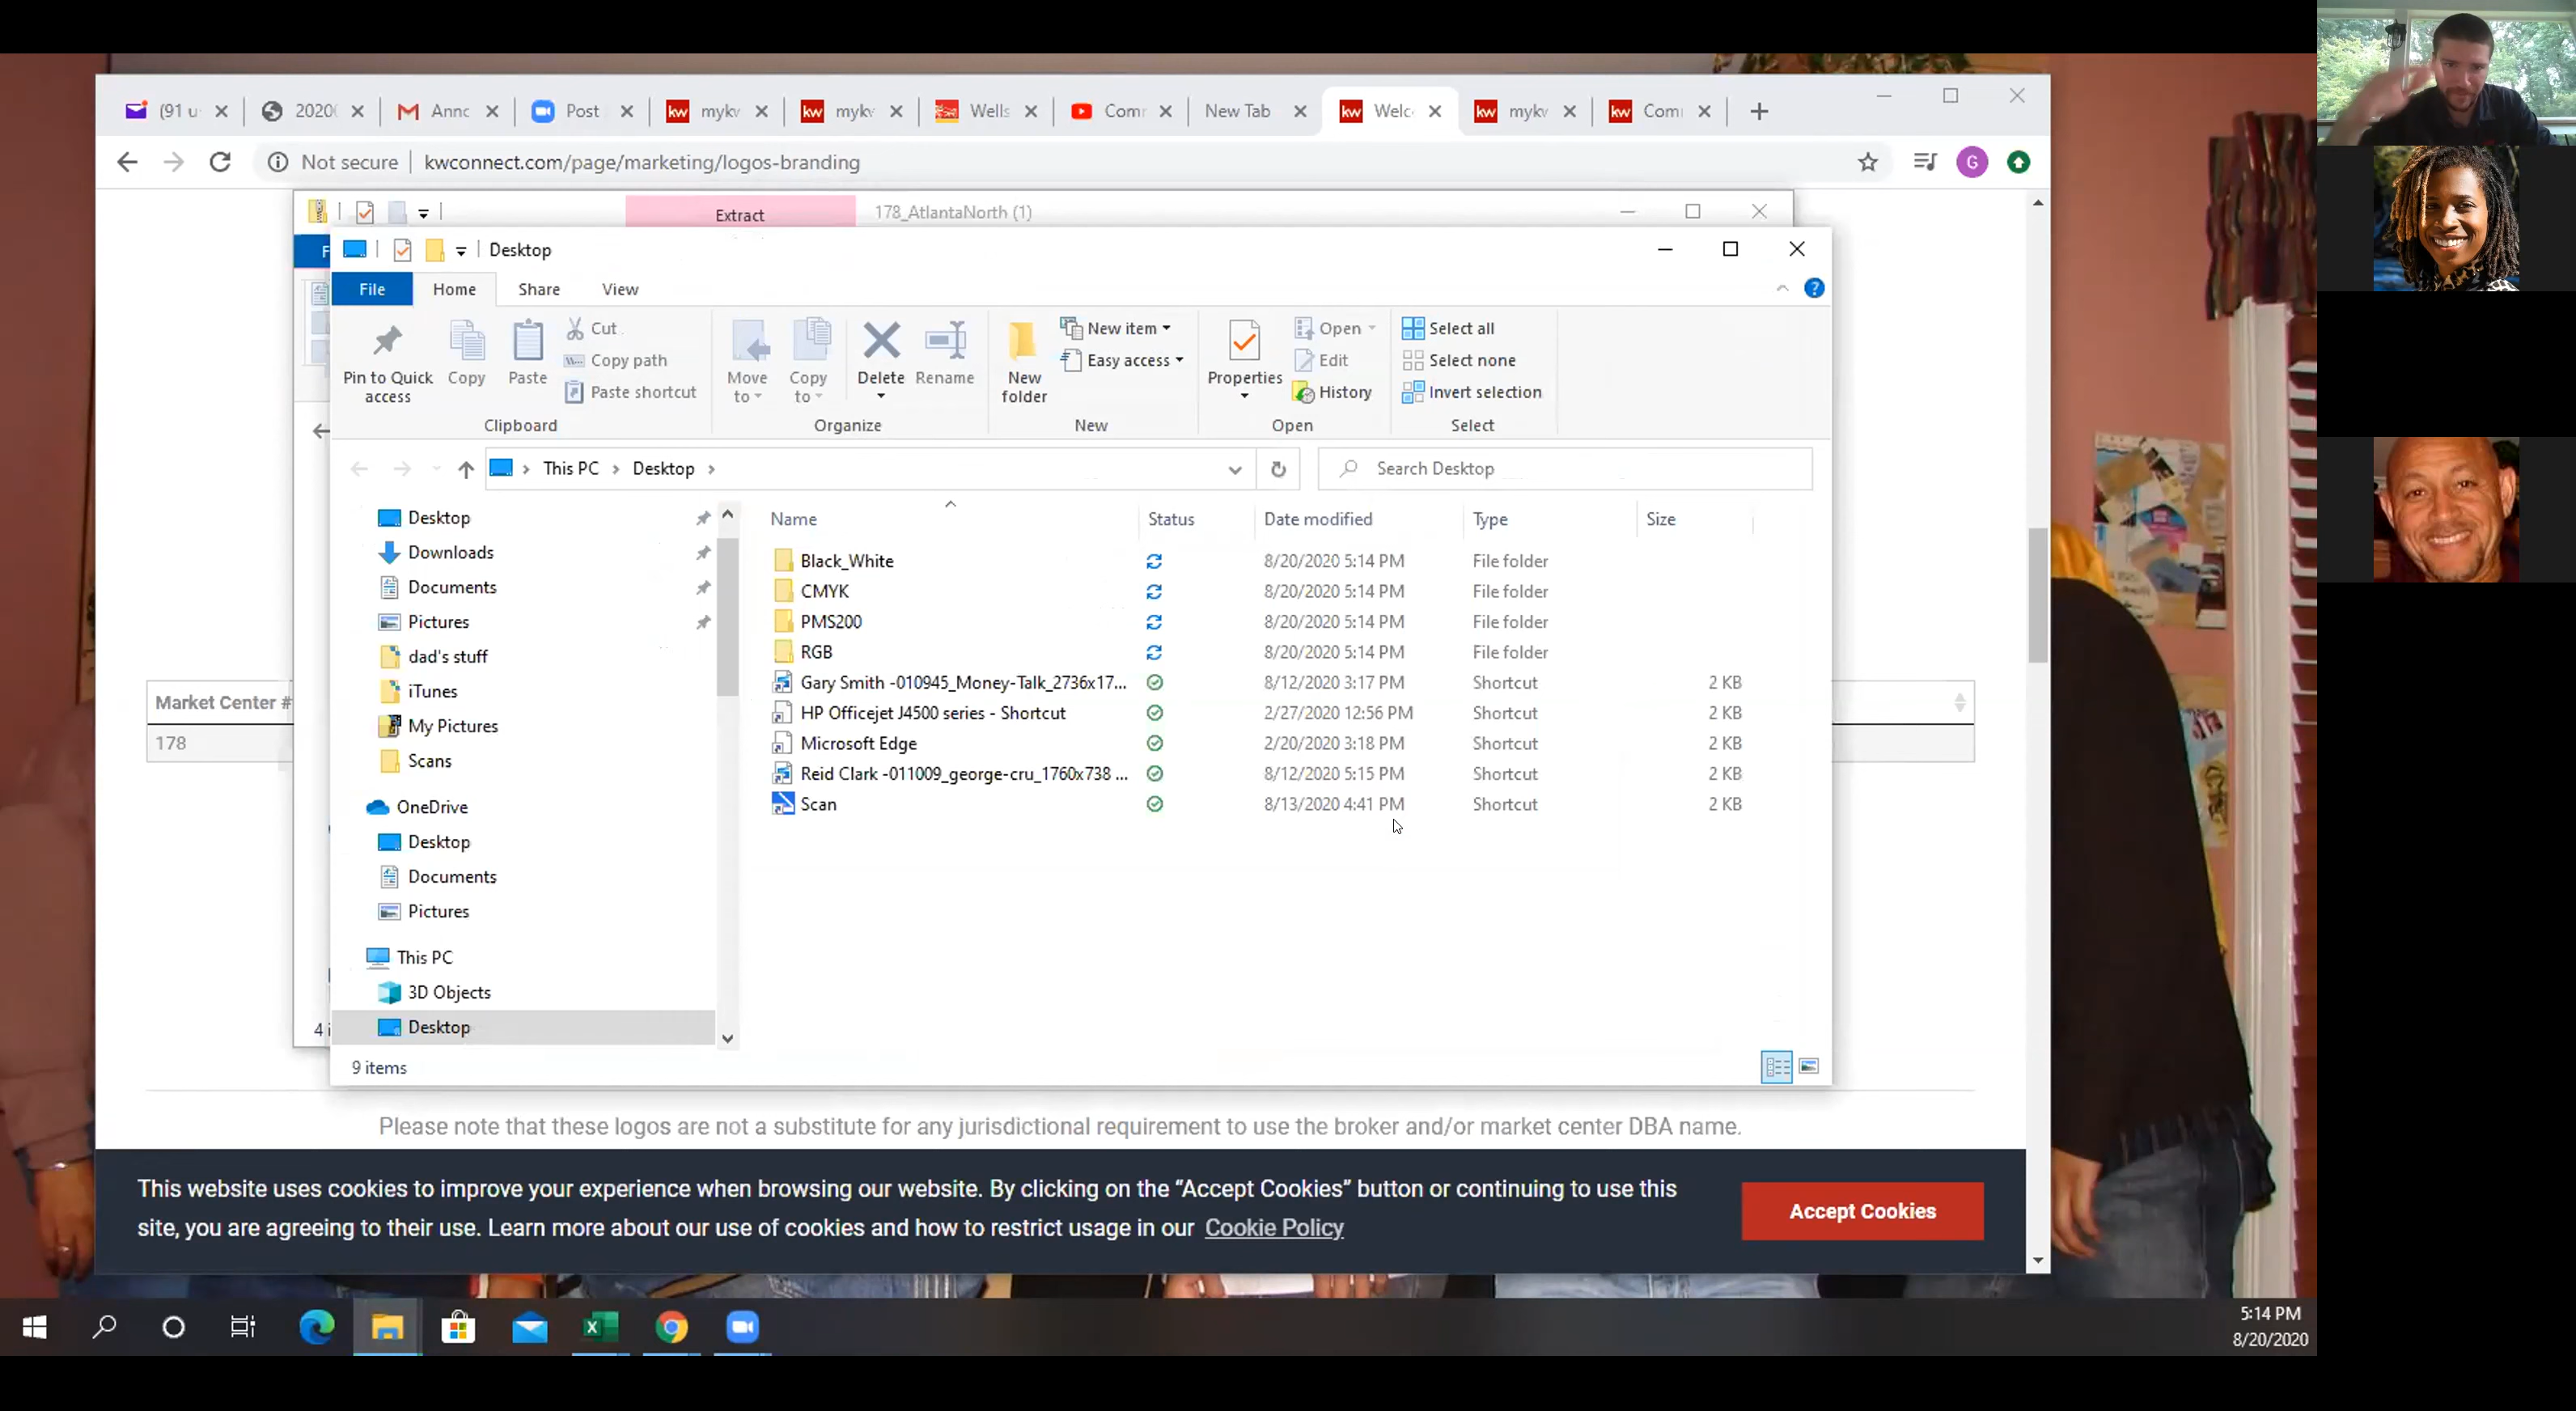 (91 u
2020
Annc
Post
kw
mykv
kw
mykv
Wells
Comr
New Tab
kw
Welc
kw
mykv
kw
Com
Not secure
kwconnect.com/page/marketing/logos-branding
G
Extract
178_AtlantaNorth (1)
Desktop
File
Home
Share
View
Pin to Quick access
Copy
Paste
Cut
Copy path
Paste shortcut
Clipboard
Move to
Copy to
Delete
Rename
Organize
New folder
New item
Easy access
New
Properties
Open
Edit
History
Open
Select all
Select none
Invert selection
Select
This PC
Desktop
Search Desktop
Desktop
Downloads
Documents
Pictures
dad's stuff
iTunes
My Pictures
Scans
OneDrive
Desktop
Documents
Pictures
This PC
3D Objects
Desktop
Name Status Date modified Type Size
Black_White 8/20/2020 5:14 PM File folder
CMYK 8/20/2020 5:14 PM File folder
PMS200 8/20/2020 5:14 PM File folder
RGB 8/20/2020 5:14 PM File folder
Gary Smith -010945_Money-Talk_2736x17... 8/12/2020 3:17 PM Shortcut 2 KB
HP Officejet J4500 series - Shortcut 2/27/2020 12:56 PM Shortcut 2 KB
Microsoft Edge 2/20/2020 3:18 PM Shortcut 2 KB
Reid Clark -011009_george-cru_1760x738 ... 8/12/2020 5:15 PM Shortcut 2 KB
Scan 8/13/2020 4:41 PM Shortcut 2 KB
9 items
4 i
Market Center #
178
Please note that these logos are not a substitute for any jurisdictional requirement to use the broker and/or market center DBA name.
This website uses cookies to improve your experience when browsing our website. By clicking on the “Accept Cookies” button or continuing to use this
site, you are agreeing to their use. Learn more about our use of cookies and how to restrict usage in our Cookie Policy
Accept Cookies
5:14 PM
8/20/2020